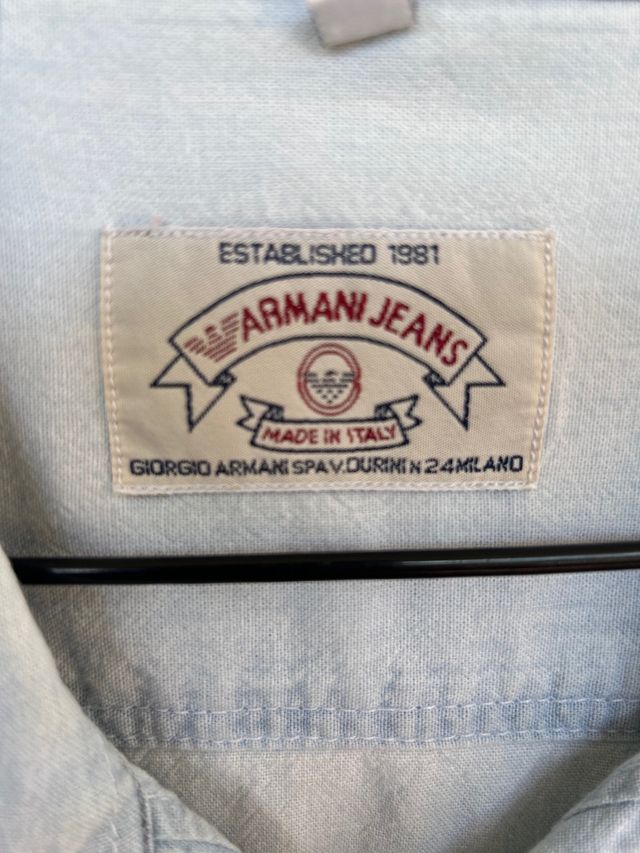 ESTABLISHED 1981
ARMANI JEANS
MADE IN ITALY
GIORGIO ARMANI SPA V. DURINI N 24 MILANO